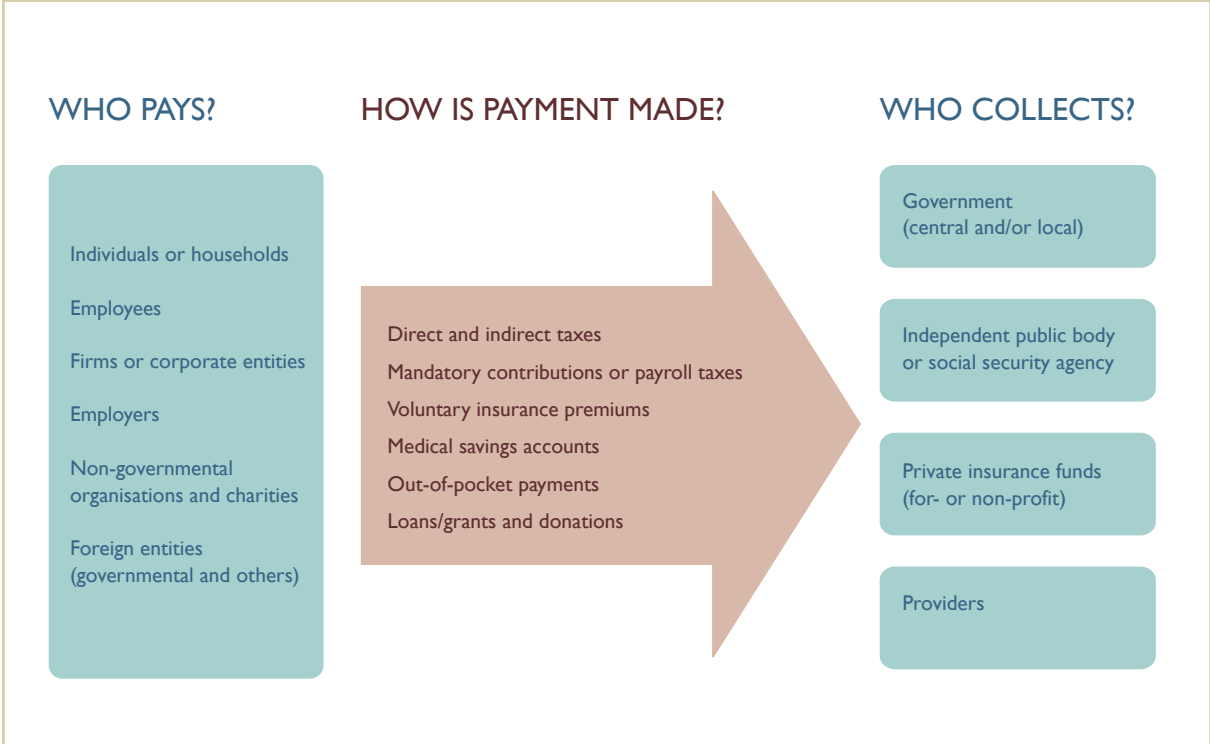 WHO PAYS?
Individuals or households
Employees
Firms or corporate entities
Employers
Non-governmental
organisations and charities
Foreign entities
(governmental and others)
HOW IS PAYMENT MADE?
Direct and indirect taxes
Mandatory contributions or payroll taxes
Voluntary insurance premiums
Medical savings accounts
Out-of-pocket payments
Loans/grants and donations
WHO COLLECTS?
Government
(central and/or local)
Independent public body
or social security agency
Private insurance funds
(for- or non-profit)
Providers